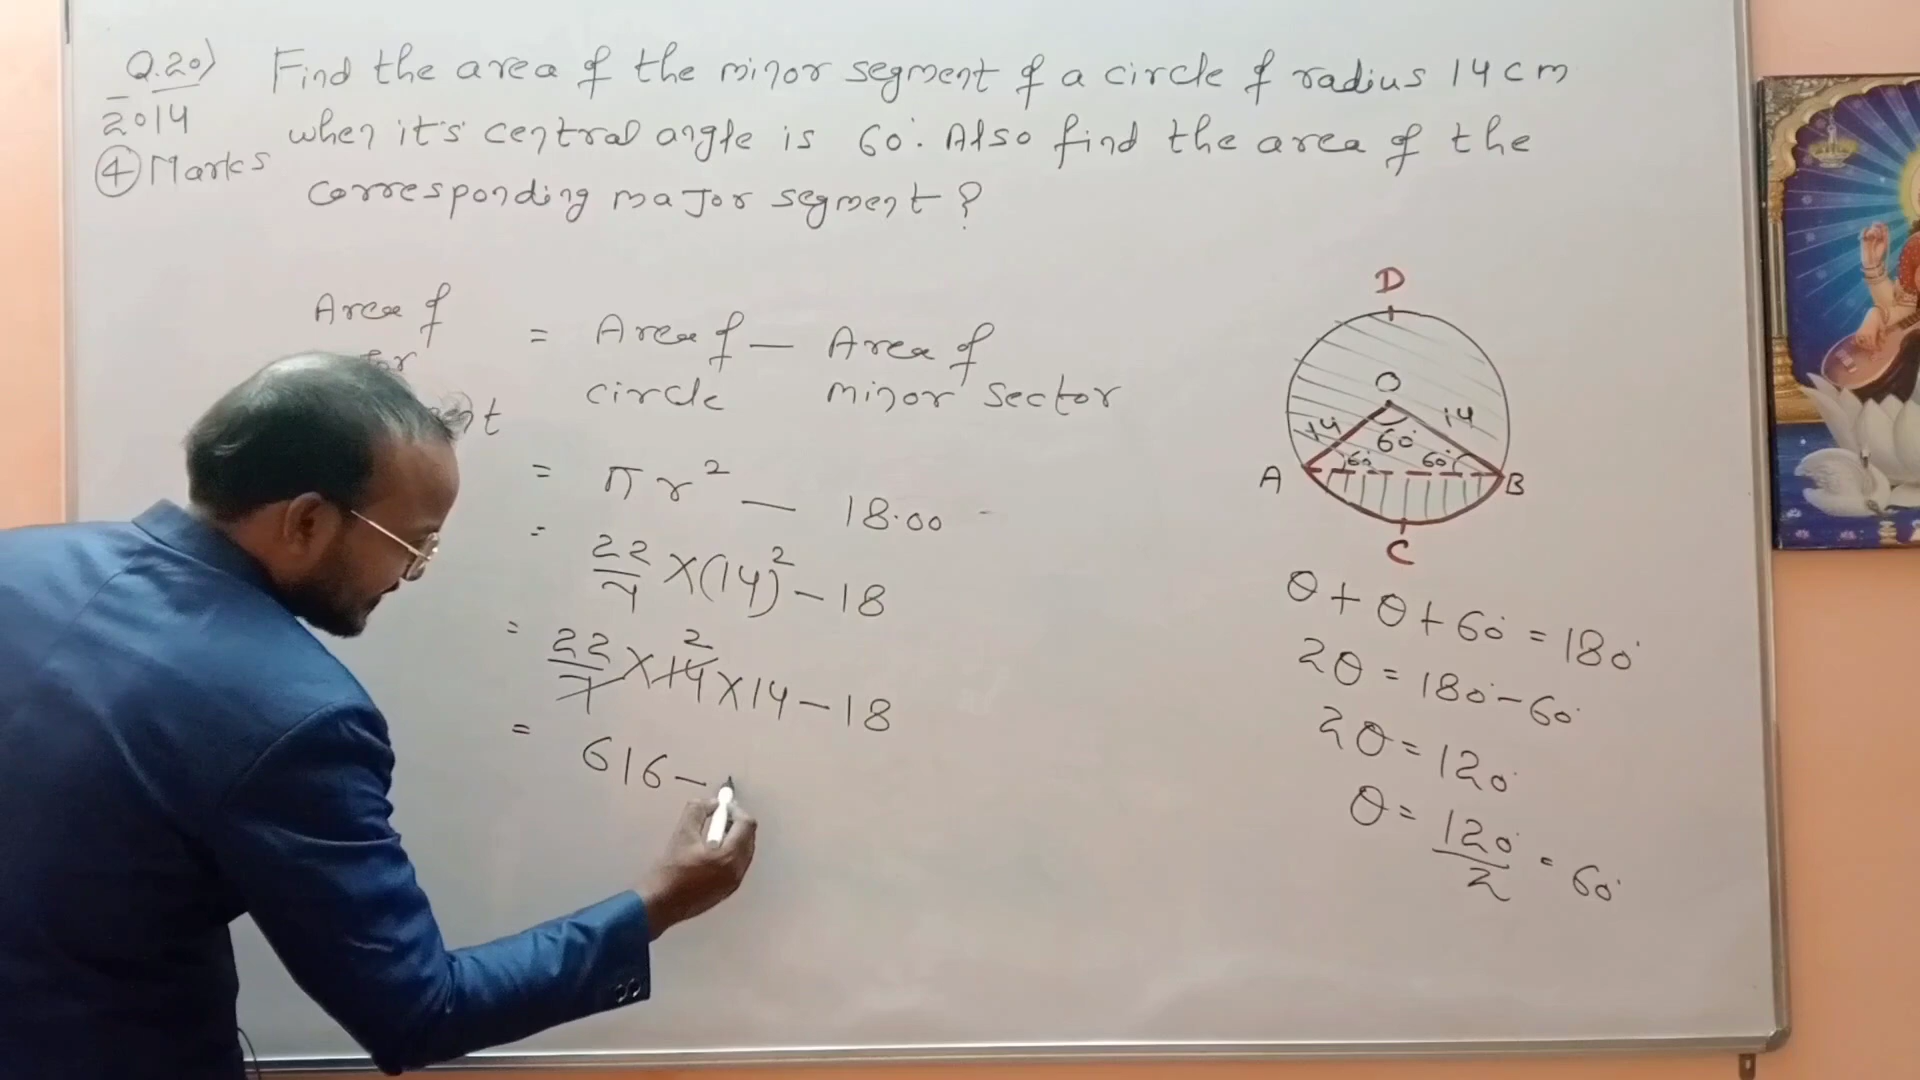 Q.20) Find the area of the minor segment of a circle of radius 14 cm
2014 when it's central angle is 60°. Also find the area of the
④ Marks corresponding major segment?
Area of = Area of — Area of
circle minor sector
= πr² — 18.00
= 22/7 × (14)² - 18
= 22/7 × 14 × 14 - 18
2
= 616 -
D
O
14 14
60°
60° 60°
A B
C
θ + θ + 60° = 180°
2θ = 180° - 60°
2θ = 120°
θ = 120°/2 = 60°